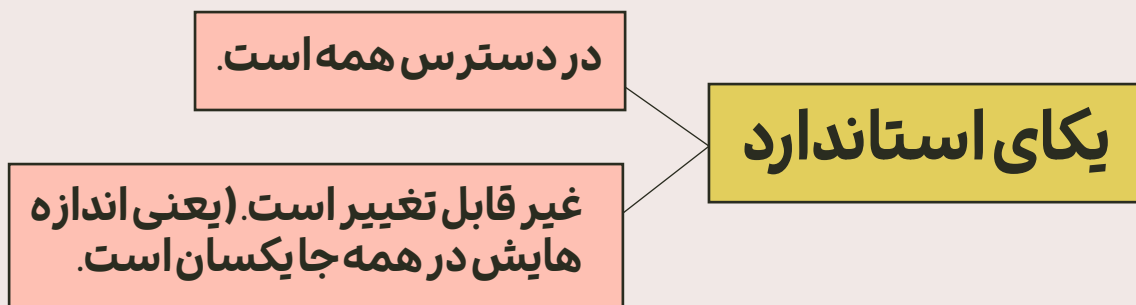 یکای استاندارد
در دسترس همه است.
غیر قابل تغییر است.(یعنی اندازه
هایش در همه جا یکسان است.